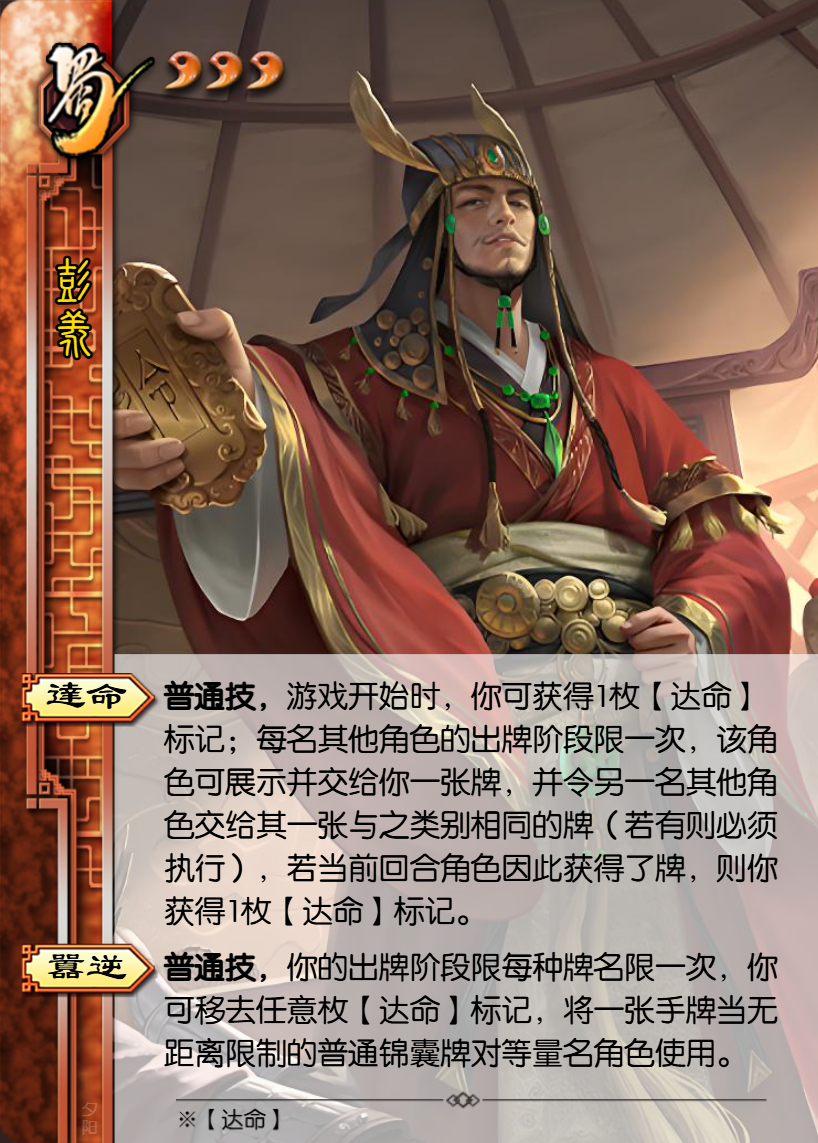 蜀
彭羕
達命
普通技，游戏开始时，你可获得1枚【达命】
标记；每名其他角色的出牌阶段限一次，该角
色可展示并交给你一张牌，并令另一名其他角
色交给其一张与之类别相同的牌（若有则必须
执行），若当前回合角色因此获得了牌，则你
获得1枚【达命】标记。
囂逆
普通技，你的出牌阶段限每种牌名限一次，你
可移去任意枚【达命】标记，将一张手牌当无
距离限制的普通锦囊牌对等量名角色使用。
※【达命】
夕阳